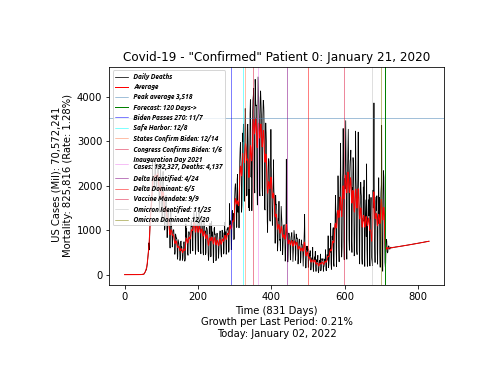 Covid-19 - "Confirmed" Patient 0: January 21, 2020
US Cases (Mil): 70,572,241
Mortality: 825,816 (Rate: 1.28%)
4000
3000
2000
1000
0
Daily Deaths
Average
Peak average 3,518
Forecast: 120 Days->
Biden Passes 270: 11/7
Safe Harbor: 12/8
States Confirm Biden: 12/14
Congress Confirms Biden: 1/6
Inauguration Day 2021
Cases: 192,327, Deaths: 4,137
Delta Identified: 4/24
Delta Dominant: 6/5
Vaccine Mandate: 9/9
Omicron Identified: 11/25
Omicron Dominant 12/20
0 200 400 600 800
Time (831 Days)
Growth per Last Period: 0.21%
Today: January 02, 2022